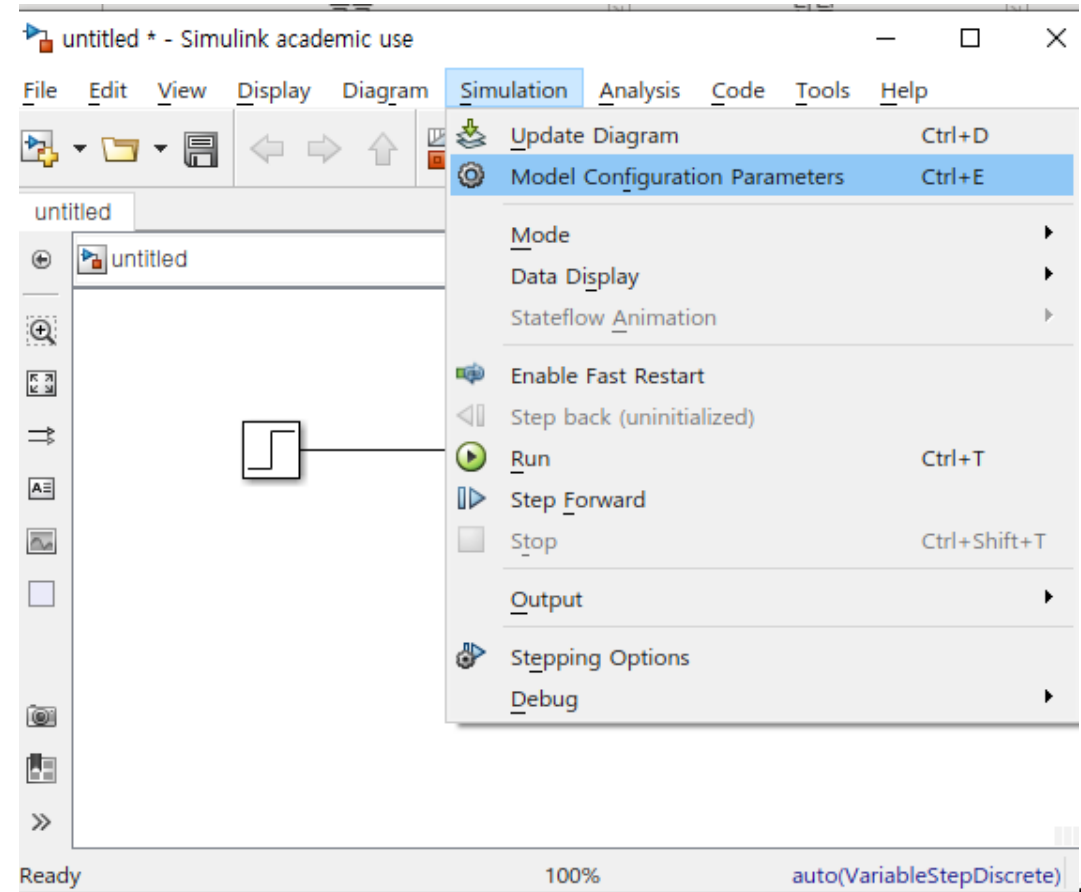 untitled * - Simulink academic use
File Edit View Display Diagram Simulation Analysis Code Tools Help
Update Diagram Ctrl+D
Model Configuration Parameters Ctrl+E
untitled
Mode
untitled
Data Display
Stateflow Animation
Enable Fast Restart
Step back (uninitialized)
Run Ctrl+T
Step Forward
Stop Ctrl+Shift+T
Output
Stepping Options
Debug
Ready 100% auto(VariableStepDiscrete)